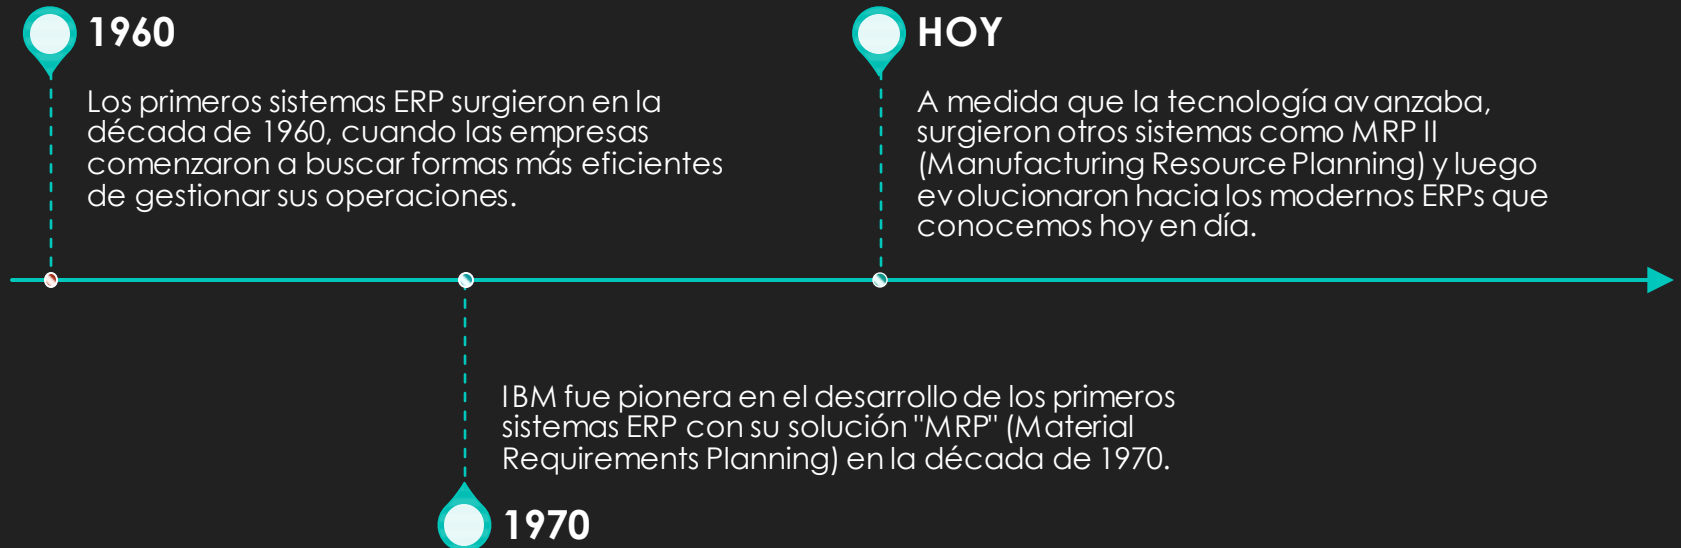 1960
Los primeros sistemas ERP surgieron en la
década de 1960, cuando las empresas
comenzaron a buscar formas más eficientes
de gestionar sus operaciones.
HOY
A medida que la tecnología avanzaba,
surgieron otros sistemas como MRP II
(Manufacturing Resource Planning) y luego
evolucionaron hacia los modernos ERPs que
conocemos hoy en día.
IBM fue pionera en el desarrollo de los primeros
sistemas ERP con su solución "MRP" (Material
Requirements Planning) en la década de 1970.
1970